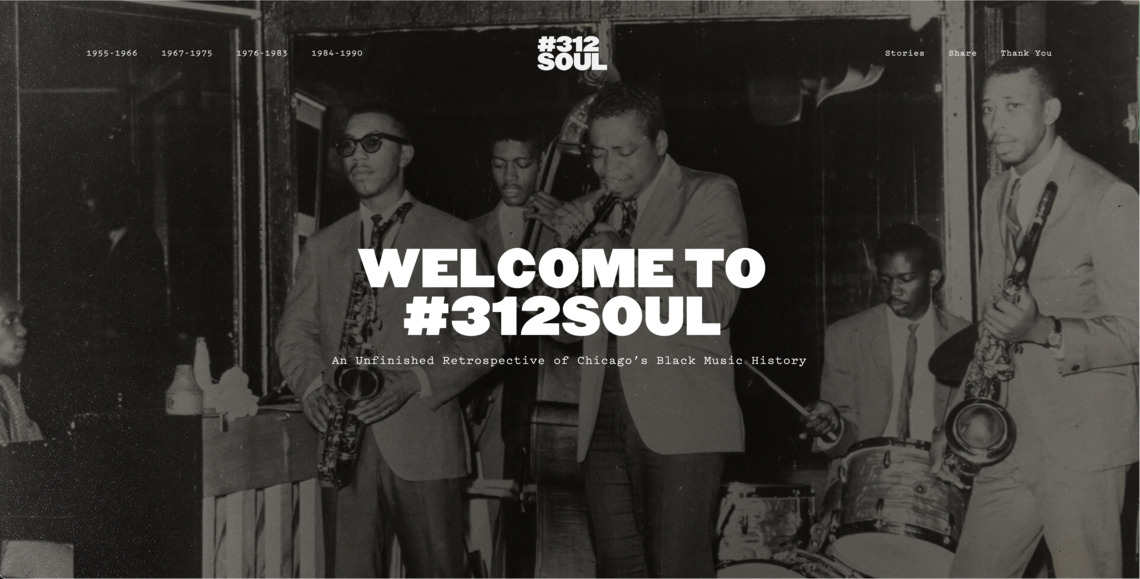 1955-1966 1967-1975 1976-1983 1984-1990
#312
SOUL
Stories Share Thank You
WELCOME TO
#312SOUL
An Unfinished Retrospective of Chicago’s Black Music History